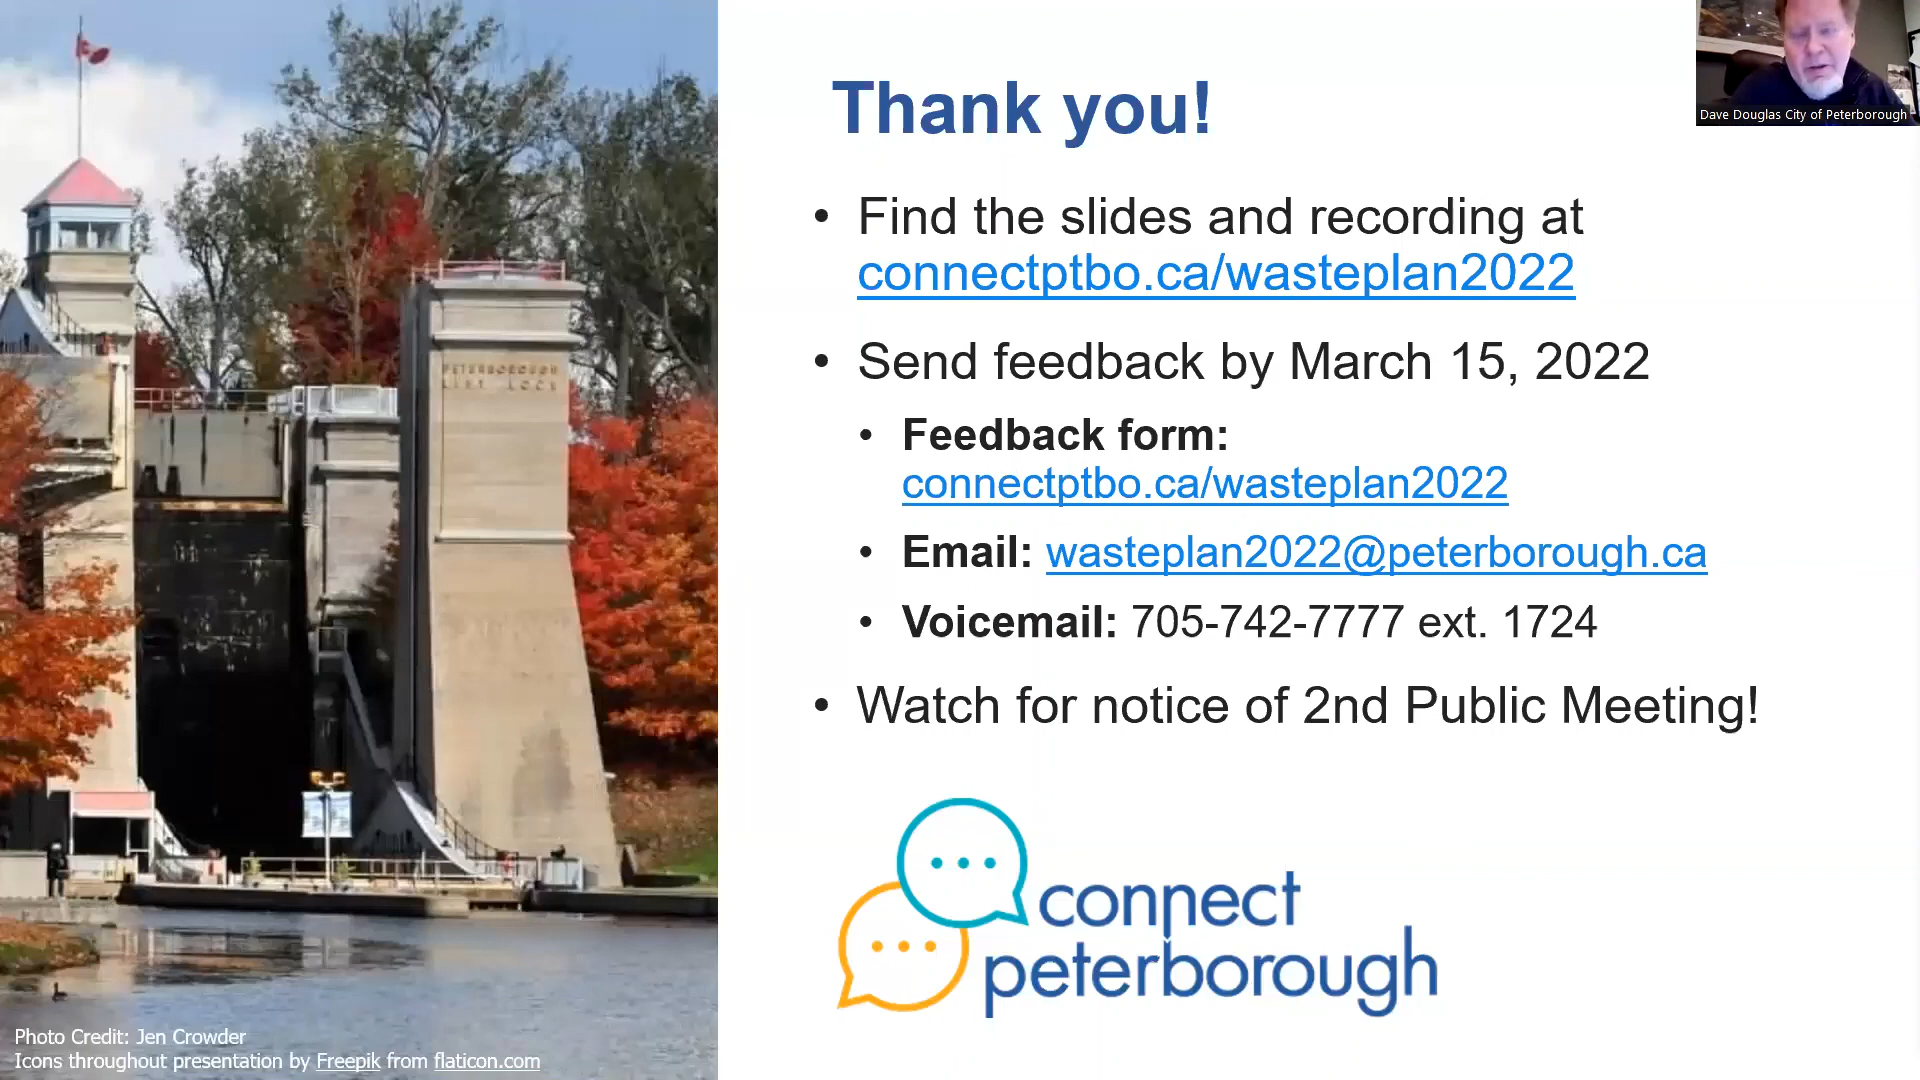 Thank you!
• Find the slides and recording at
connectptbo.ca/wasteplan2022
• Send feedback by March 15, 2022
• Feedback form:
connectptbo.ca/wasteplan2022
• Email: wasteplan2022@peterborough.ca
• Voicemail: 705-742-7777 ext. 1724
• Watch for notice of 2nd Public Meeting!
connect
peterborough
Dave Douglas City of Peterborough
PETERBOROUGH
LIFT LOCK
Photo Credit: Jen Crowder
Icons throughout presentation by Freepik from flaticon.com